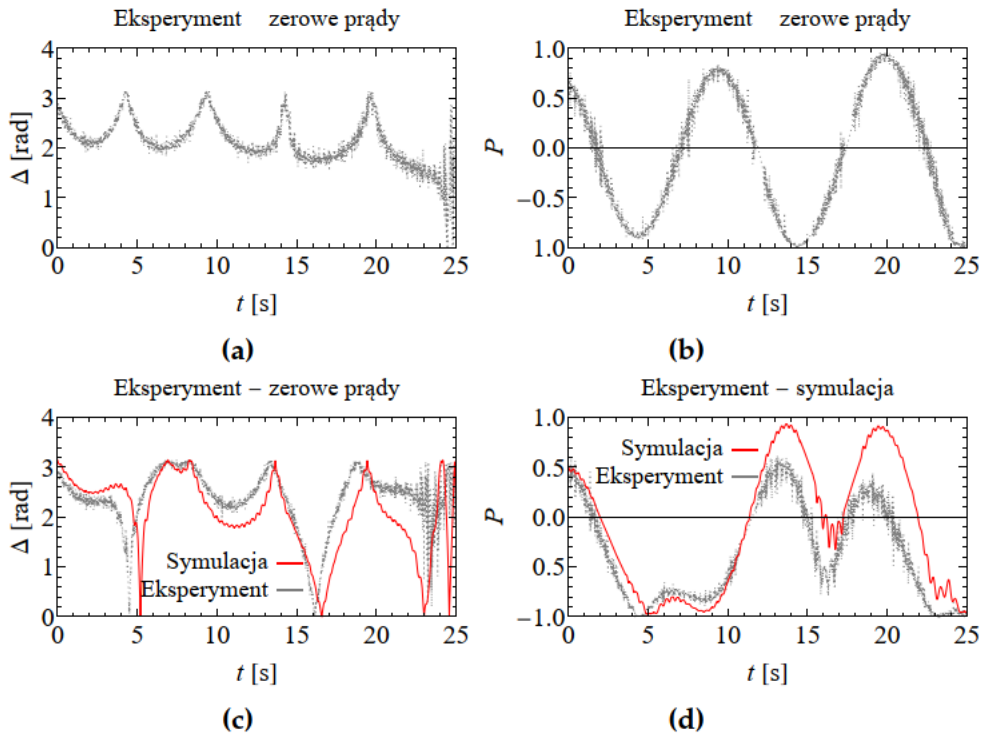 Eksperyment zerowe prądy
4
3
2
1
0
Δ [rad]
0 5 10 15 20 25
t [s]
(a)
Eksperyment zerowe prądy
1.0
0.5
0.0
−0.5
1.0
P
0 5 10 15 20 25
t [s]
(b)
Eksperyment – zerowe prądy
4
3
2
1
0
Δ [rad]
Symulacja
Eksperyment
0 5 10 15 20 25
t [s]
(c)
Eksperyment – symulacja
1.0
0.5
0.0
0.5
−1.0
P
Symulacja
Eksperyment
0 5 10 15 20 25
t [s]
(d)